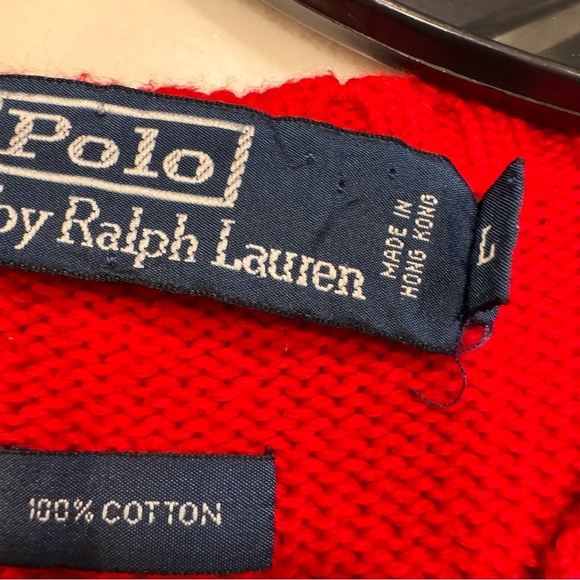 Polo
by Ralph Lauren
MADE IN
HONG KONG
L
100% COTTON